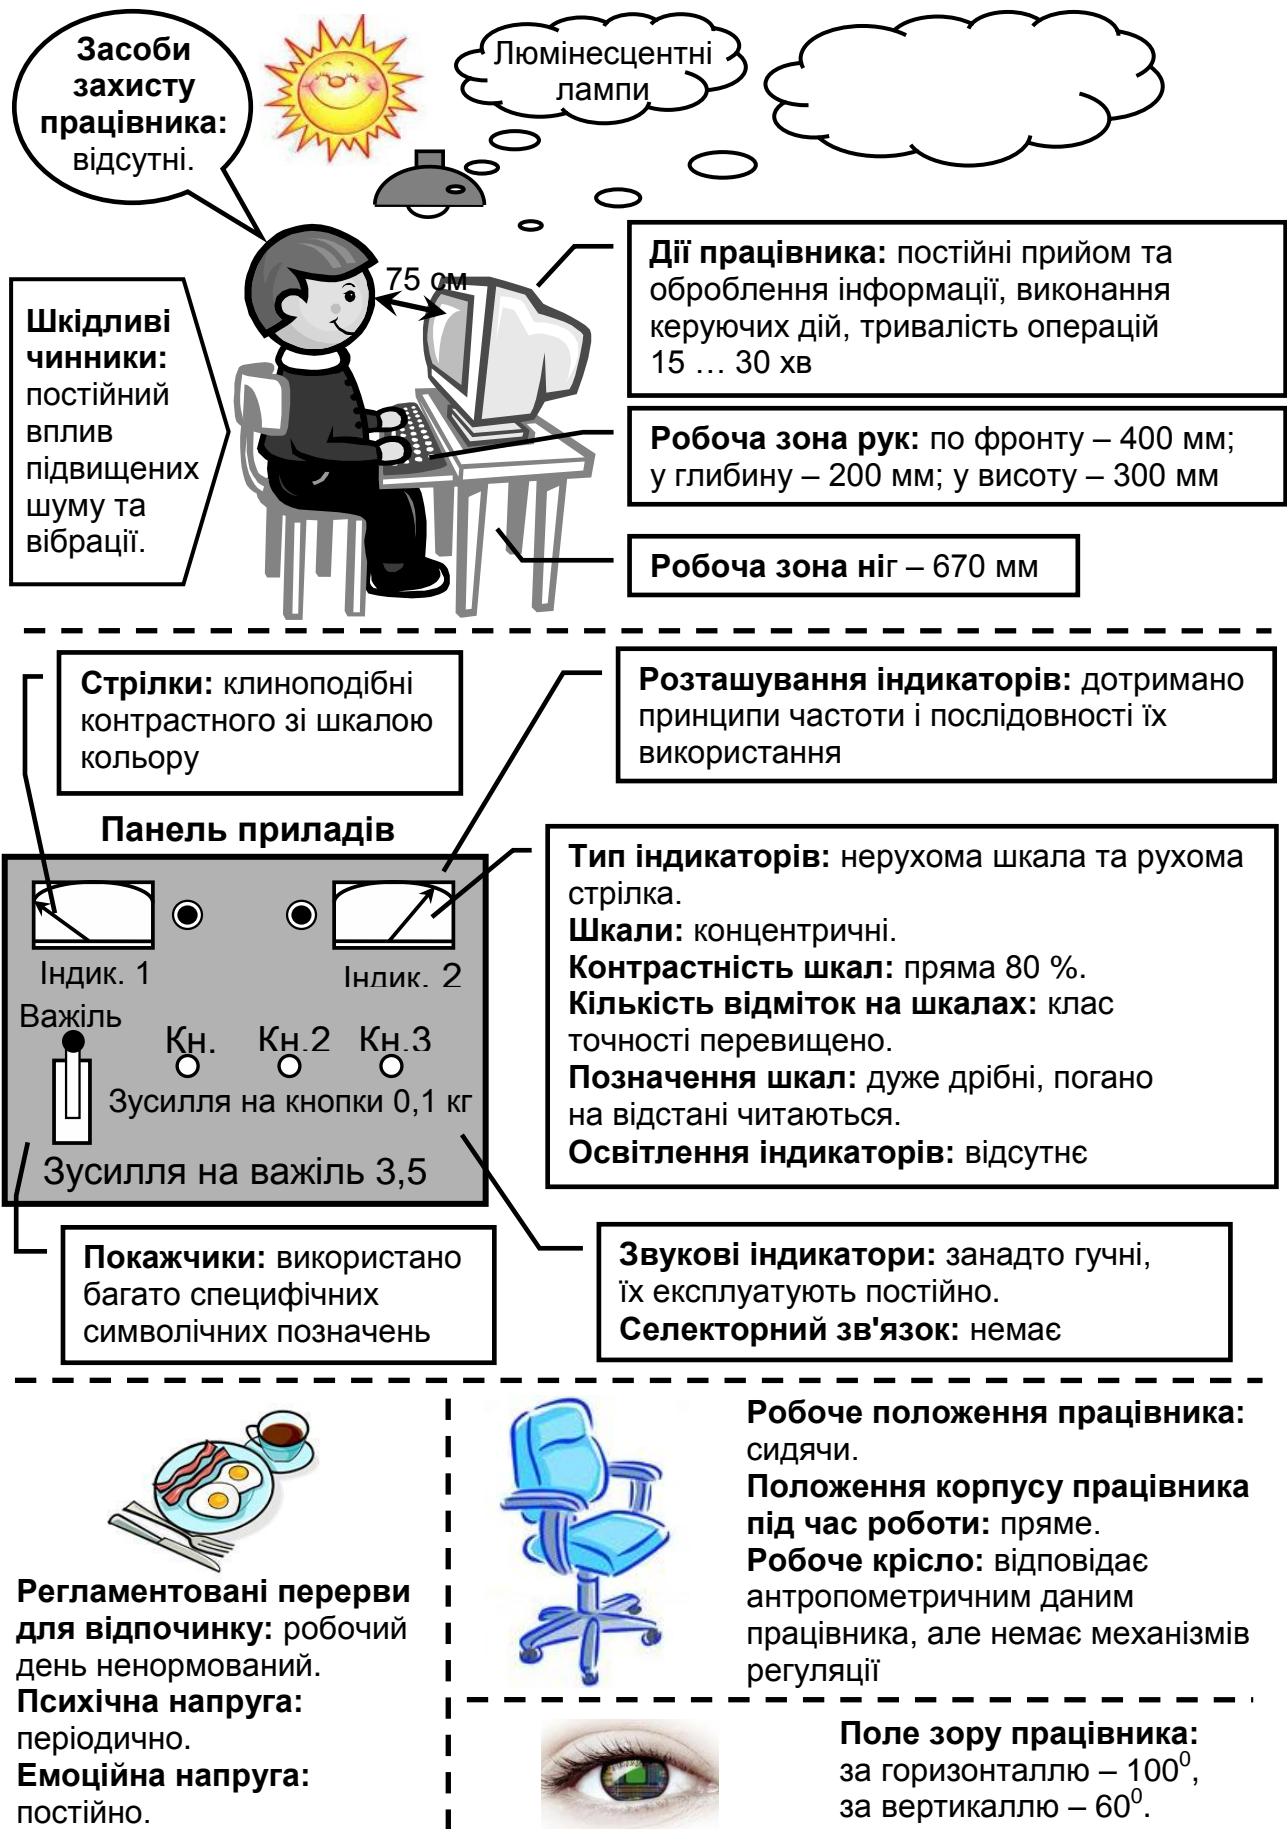 Засоби
захисту
працівника:
відсутні.
Люмінесцентні
лампи
75 см
Шкідливі
чинники:
постійний
вплив
підвищених
шуму та
вібрації.
Дії працівника: постійні прийом та
оброблення інформації, виконання
керуючих дій, тривалість операцій
15 … 30 хв
Робоча зона рук: по фронту – 400 мм;
у глибину – 200 мм; у висоту – 300 мм
Робоча зона ніг – 670 мм
Стрілки: клиноподібні
контрастного зі шкалою
кольору
Розташування індикаторів: дотримано
принципи частоти і послідовності їх
використання
Панель приладів
Індик. 1
Індик. 2
Важіль
Кн.
Кн.2
Кн.3
Зусилля на кнопки 0,1 кг
Зусилля на важіль 3,5
Тип індикаторів: нерухома шкала та рухома
стрілка.
Шкали: концентричні.
Контрастність шкал: пряма 80 %.
Кількість відміток на шкалах: клас
точності перевищено.
Позначення шкал: дуже дрібні, погано
на відстані читаються.
Освітлення індикаторів: відсутнє
Покажчики: використано
багато специфічних
символічних позначень
Звукові індикатори: занадто гучні,
їх експлуатують постійно.
Селекторний зв'язок: немає
Регламентовані перерви
для відпочинку: робочий
день ненормований.
Психічна напруга:
періодично.
Емоційна напруга:
постійно.
Робоче положення працівника:
сидячи.
Положення корпусу працівника
під час роботи: пряме.
Робоче крісло: відповідає
антропометричним даним
працівника, але немає механізмів
регуляції
Поле зору працівника:
за горизонталлю – 100⁰,
за вертикаллю – 60⁰.